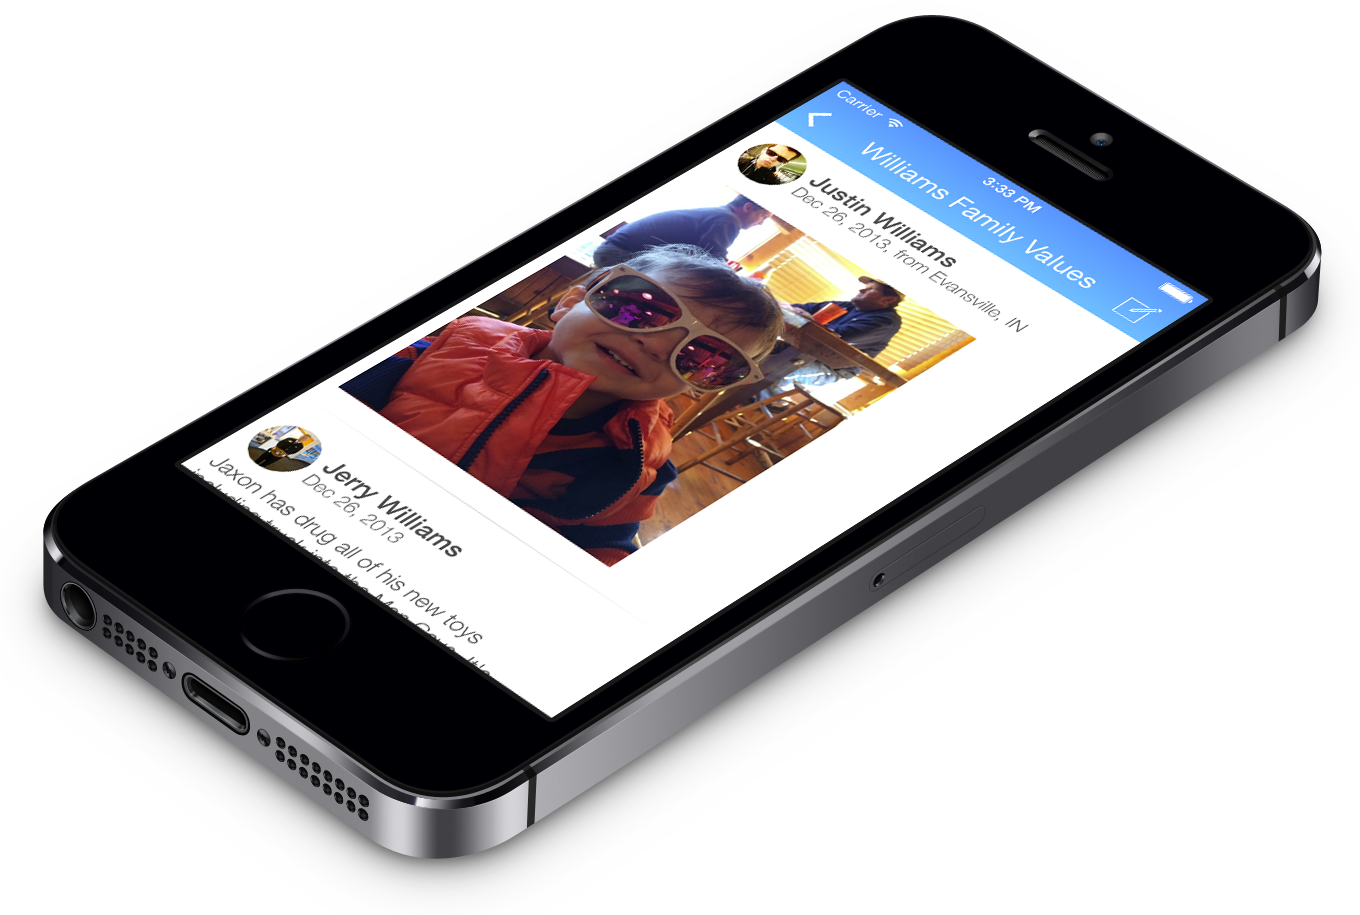 Carrier
3:33 PM
Williams Family Values
Justin Williams
Dec 26, 2013, from Evansville, IN
Jerry Williams
Dec 26, 2013
Jaxon has drug all of his new toys